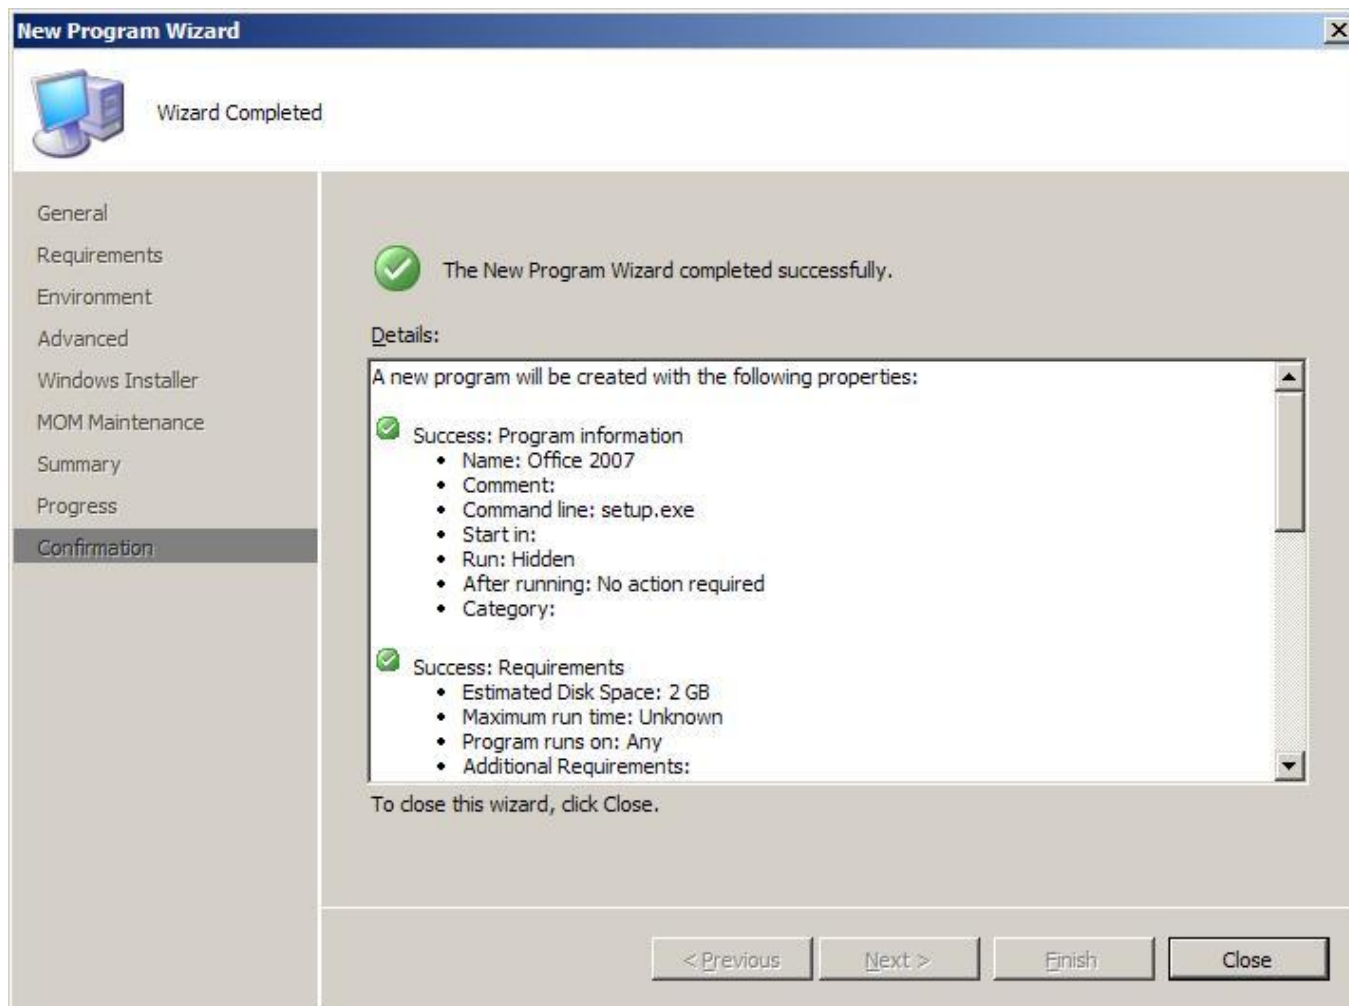 New Program Wizard
Wizard Completed
General
Requirements
Environment
Advanced
Windows Installer
MOM Maintenance
Summary
Progress
Confirmation
The New Program Wizard completed successfully.
Details:
A new program will be created with the following properties:
Success: Program information
• Name: Office 2007
• Comment:
• Command line: setup.exe
• Start in:
• Run: Hidden
• After running: No action required
• Category:
Success: Requirements
• Estimated Disk Space: 2 GB
• Maximum run time: Unknown
• Program runs on: Any
• Additional Requirements:
To close this wizard, click Close.
< Previous
Next >
Finish
Close